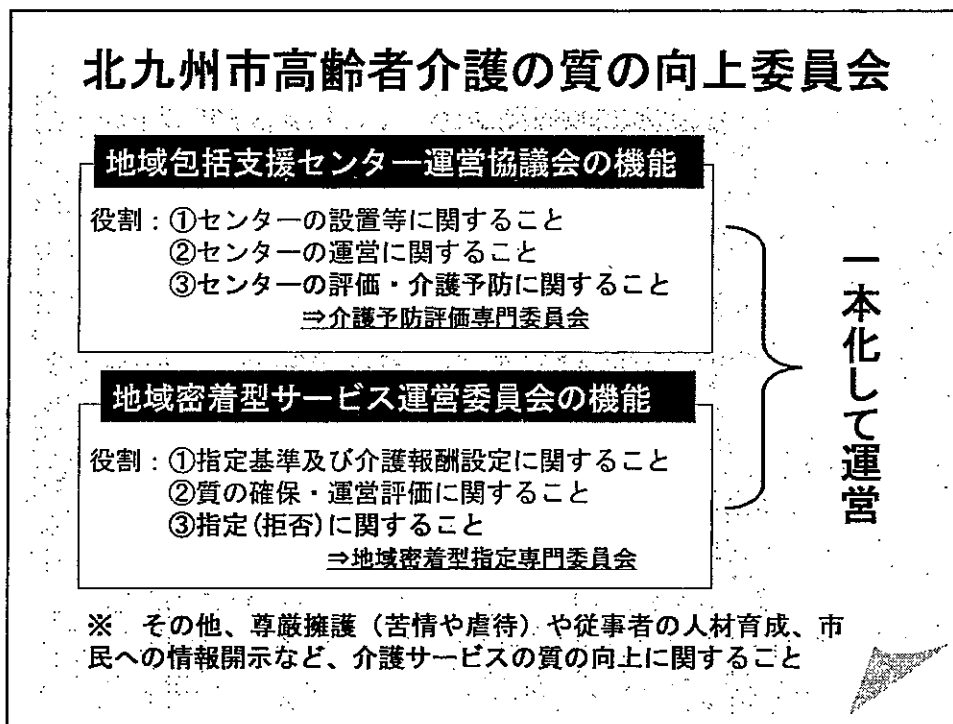 北九州市高齢者介護の質の向上委員会
地域包括支援センター運営協議会の機能
役割：①センターの設置等に関すること
②センターの運営に関すること
③センターの評価・介護予防に関すること
⇒介護予防評価専門委員会
地域密着型サービス運営委員会の機能
役割：①指定基準及び介護報酬設定に関すること
②質の確保・運営評価に関すること
③指定(拒否)に関すること
⇒地域密着型指定専門委員会
一本化して運営
※　その他、尊厳擁護（苦情や虐待）や従事者の人材育成、市
民への情報開示など、介護サービスの質の向上に関すること